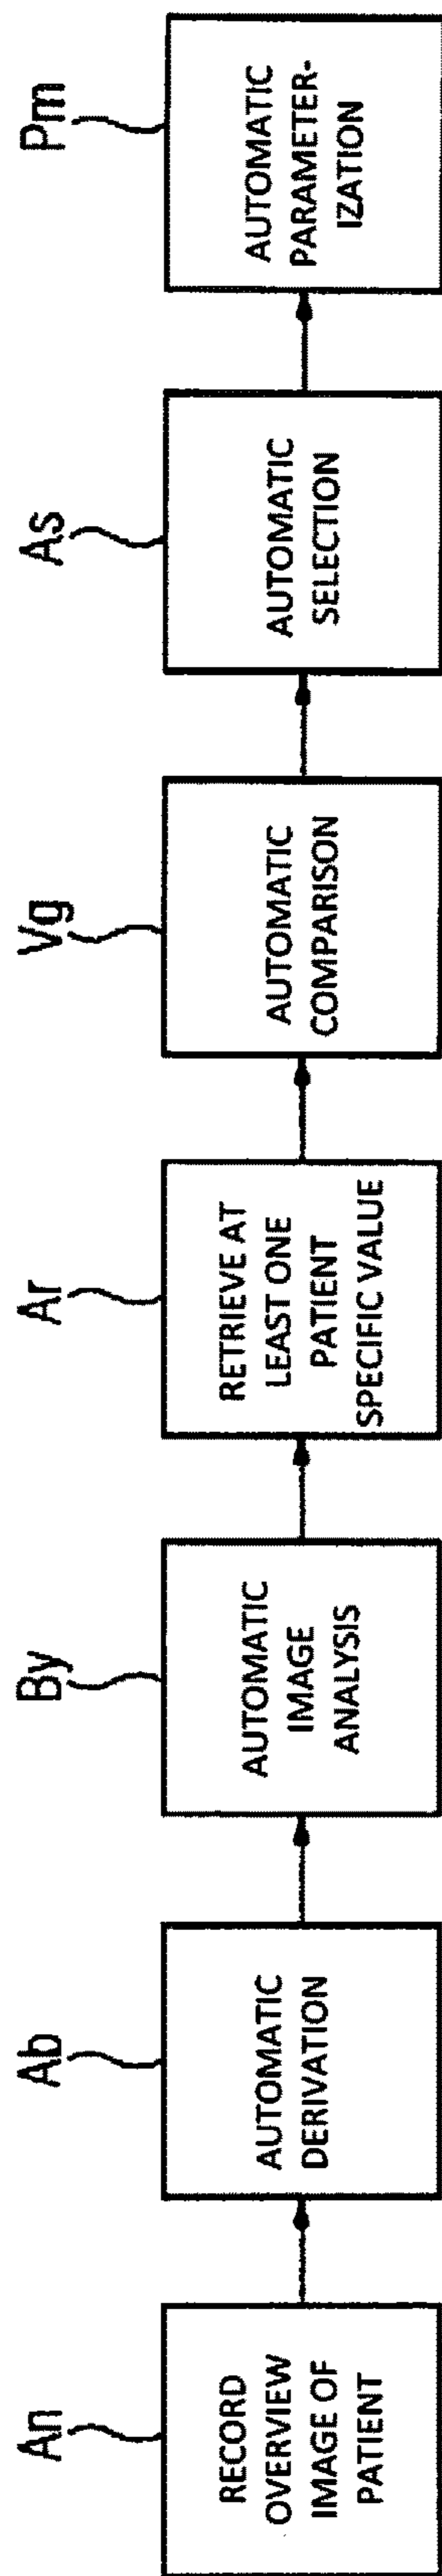 An
RECORD
OVERVIEW
IMAGE OF
PATIENT
Ab
AUTOMATIC
DERIVATION
By
AUTOMATIC
IMAGE
ANALYSIS
Ar
RETRIEVE AT
LEAST ONE
PATIENT
SPECIFIC VALUE
Vg
AUTOMATIC
COMPARISON
As
AUTOMATIC
SELECTION
Pm
AUTOMATIC
PARAMETER-
IZATION